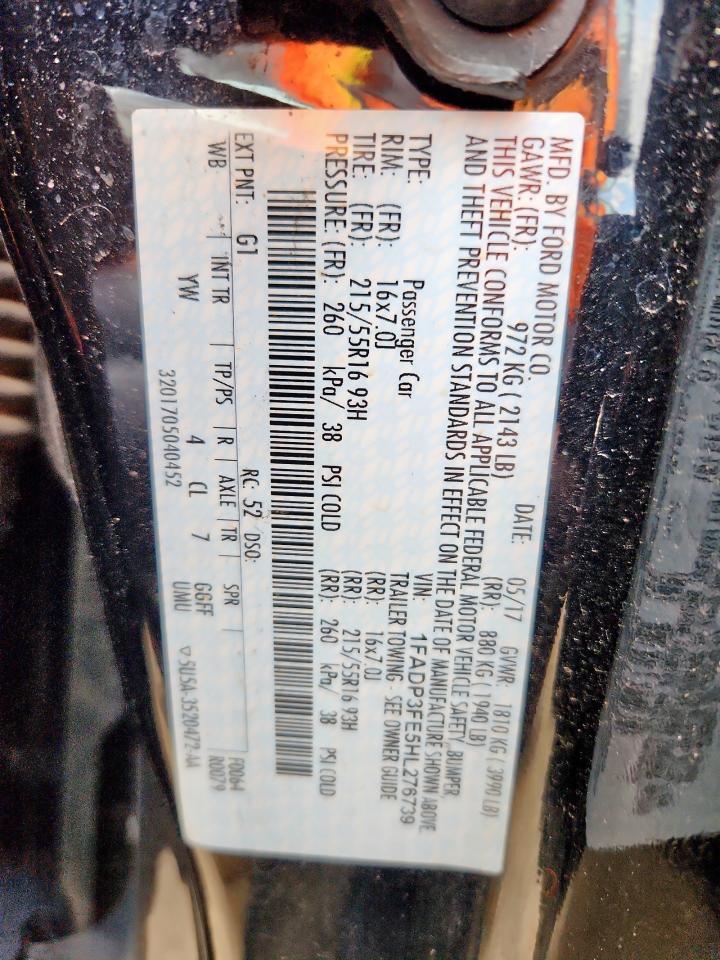 MFD. BY FORD MOTOR CO.
DATE: 05/17 GVWR: 1810 KG ( 3990 LB)
GAWR: (FR): 972 KG ( 2143 LB) (RR): 880 KG ( 1940 LB)
THIS VEHICLE CONFORMS TO ALL APPLICABLE FEDERAL MOTOR VEHICLE SAFETY, BUMPER
AND THEFT PREVENTION STANDARDS IN EFFECT ON THE DATE OF MANUFACTURE SHOWN ABOVE.
VIN: 1FADP3FE5HL276739
TYPE: Passenger Car TRAILER TOWING - SEE OWNER GUIDE
RIM: (FR): 16x7.0J (RR): 16x7.0J
TIRE: (FR): 215/55R16 93H (RR): 215/55R16 93H
PRESSURE: (FR): 260 kPa/ 38 PSI COLD (RR): 260 kPa/ 38 PSI COLD
EXT PNT: G1 RC: 52 DSO: F0064
WB INT TR TP/PS R AXLE TR SPR R0079
YW 4 CL 7 GGFF
UMU
3201705040452 5U5A-3520472-AA